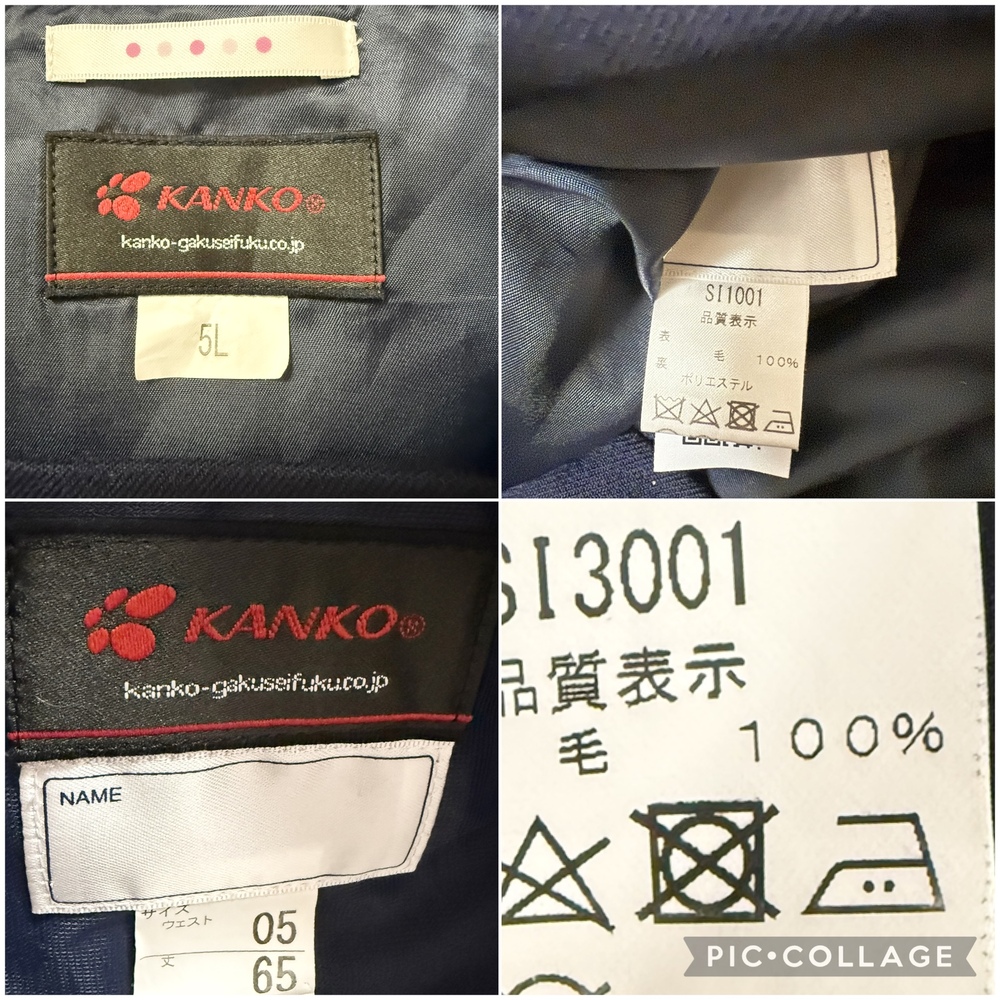 KANKO®
kanko-gakuseifuku.co.jp
5L
SI1001
品質表示
表
毛 100%
裏
ポリエステル
KANKO®
kanko-gakuseifuku.co.jp
NAME
サイズ
ウェスト 05
丈 65
SI3001
品質表示
毛 100%
PIC•COLLAGE